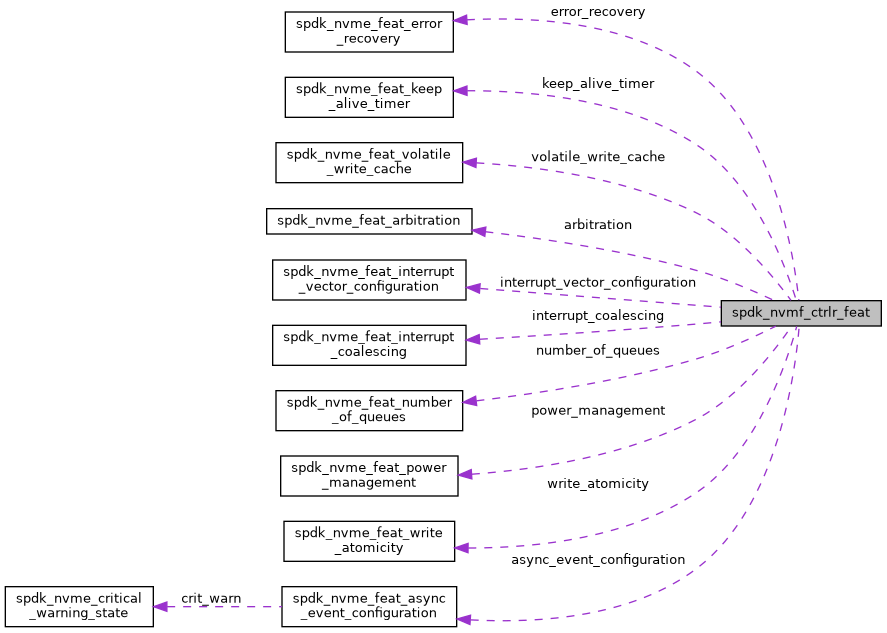 error_recovery
spdk_nvme_feat_error
_recovery
keep_alive_timer
spdk_nvme_feat_keep
_alive_timer
volatile_write_cache
spdk_nvme_feat_volatile
_write_cache
arbitration
spdk_nvme_feat_arbitration
spdk_nvme_feat_interrupt
_vector_configuration
interrupt_vector_configuration
spdk_nvmf_ctrlr_feat
interrupt_coalescing
spdk_nvme_feat_interrupt
_coalescing
number_of_queues
spdk_nvme_feat_number
_of_queues
power_management
spdk_nvme_feat_power
_management
write_atomicity
spdk_nvme_feat_write
_atomicity
async_event_configuration
spdk_nvme_critical
_warning_state
crit_warn
spdk_nvme_feat_async
_event_configuration